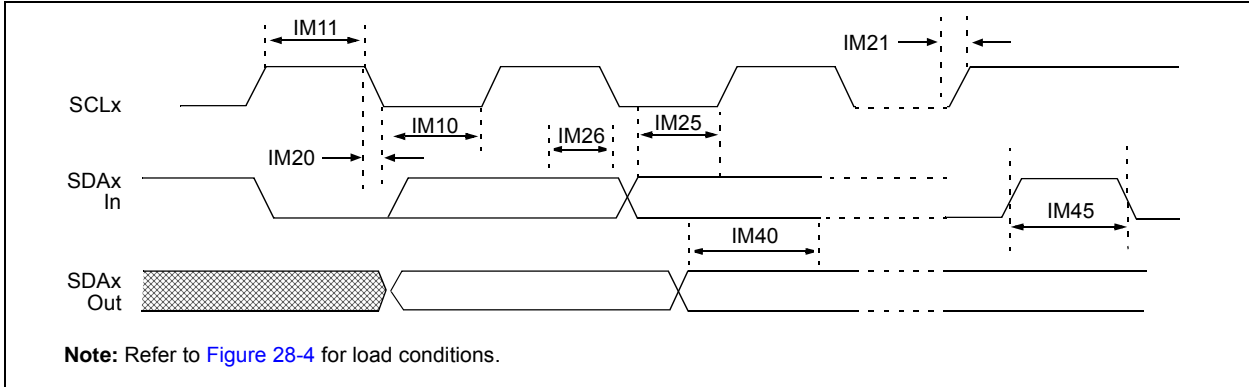 IM11
IM21
SCLx
IM10
IM26
IM25
IM20
SDAx
In
IM45
IM40
SDAx
Out
Note: Refer to Figure 28-4 for load conditions.